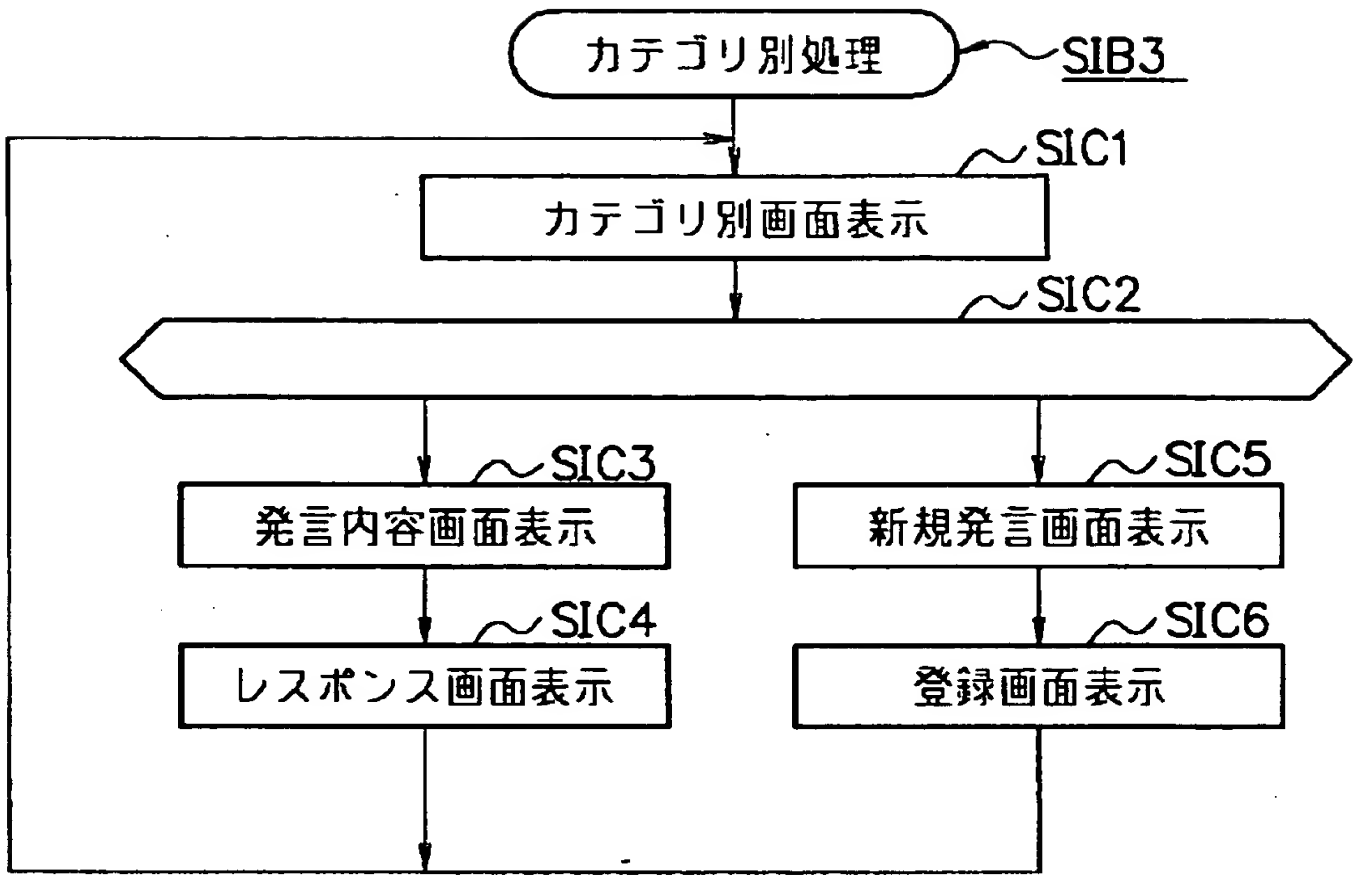 カテゴリ別処理
SIB3
SIC1
カテゴリ別画面表示
SIC2
SIC3
発言内容画面表示
SIC5
新規発言画面表示
SIC4
レスポンス画面表示
SIC6
登録画面表示